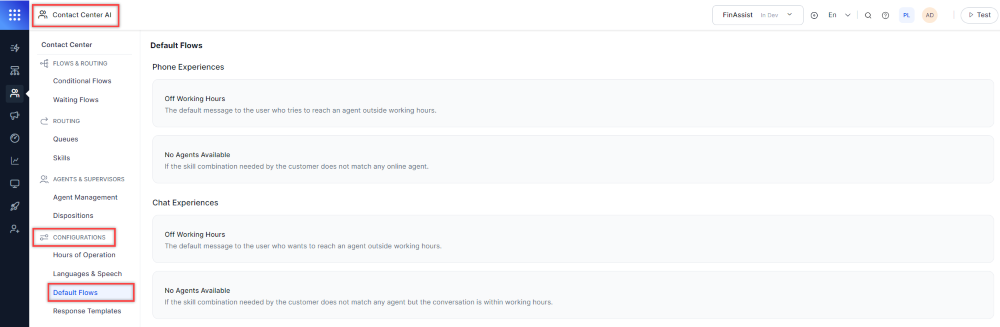 Contact Center AI
FinAssist In Dev
En
PL
AD
Test
Contact Center
FLOWS & ROUTING
Conditional Flows
Waiting Flows
ROUTING
Queues
Skills
AGENTS & SUPERVISORS
Agent Management
Dispositions
CONFIGURATIONS
Hours of Operation
Languages & Speech
Default Flows
Response Templates
Default Flows
Phone Experiences
Off Working Hours
The default message to the user who tries to reach an agent outside working hours.
No Agents Available
If the skill combination needed by the customer does not match any online agent.
Chat Experiences
Off Working Hours
The default message to the user who wants to reach an agent outside working hours.
No Agents Available
If the skill combination needed by the customer does not match any agent but the conversation is within working hours.